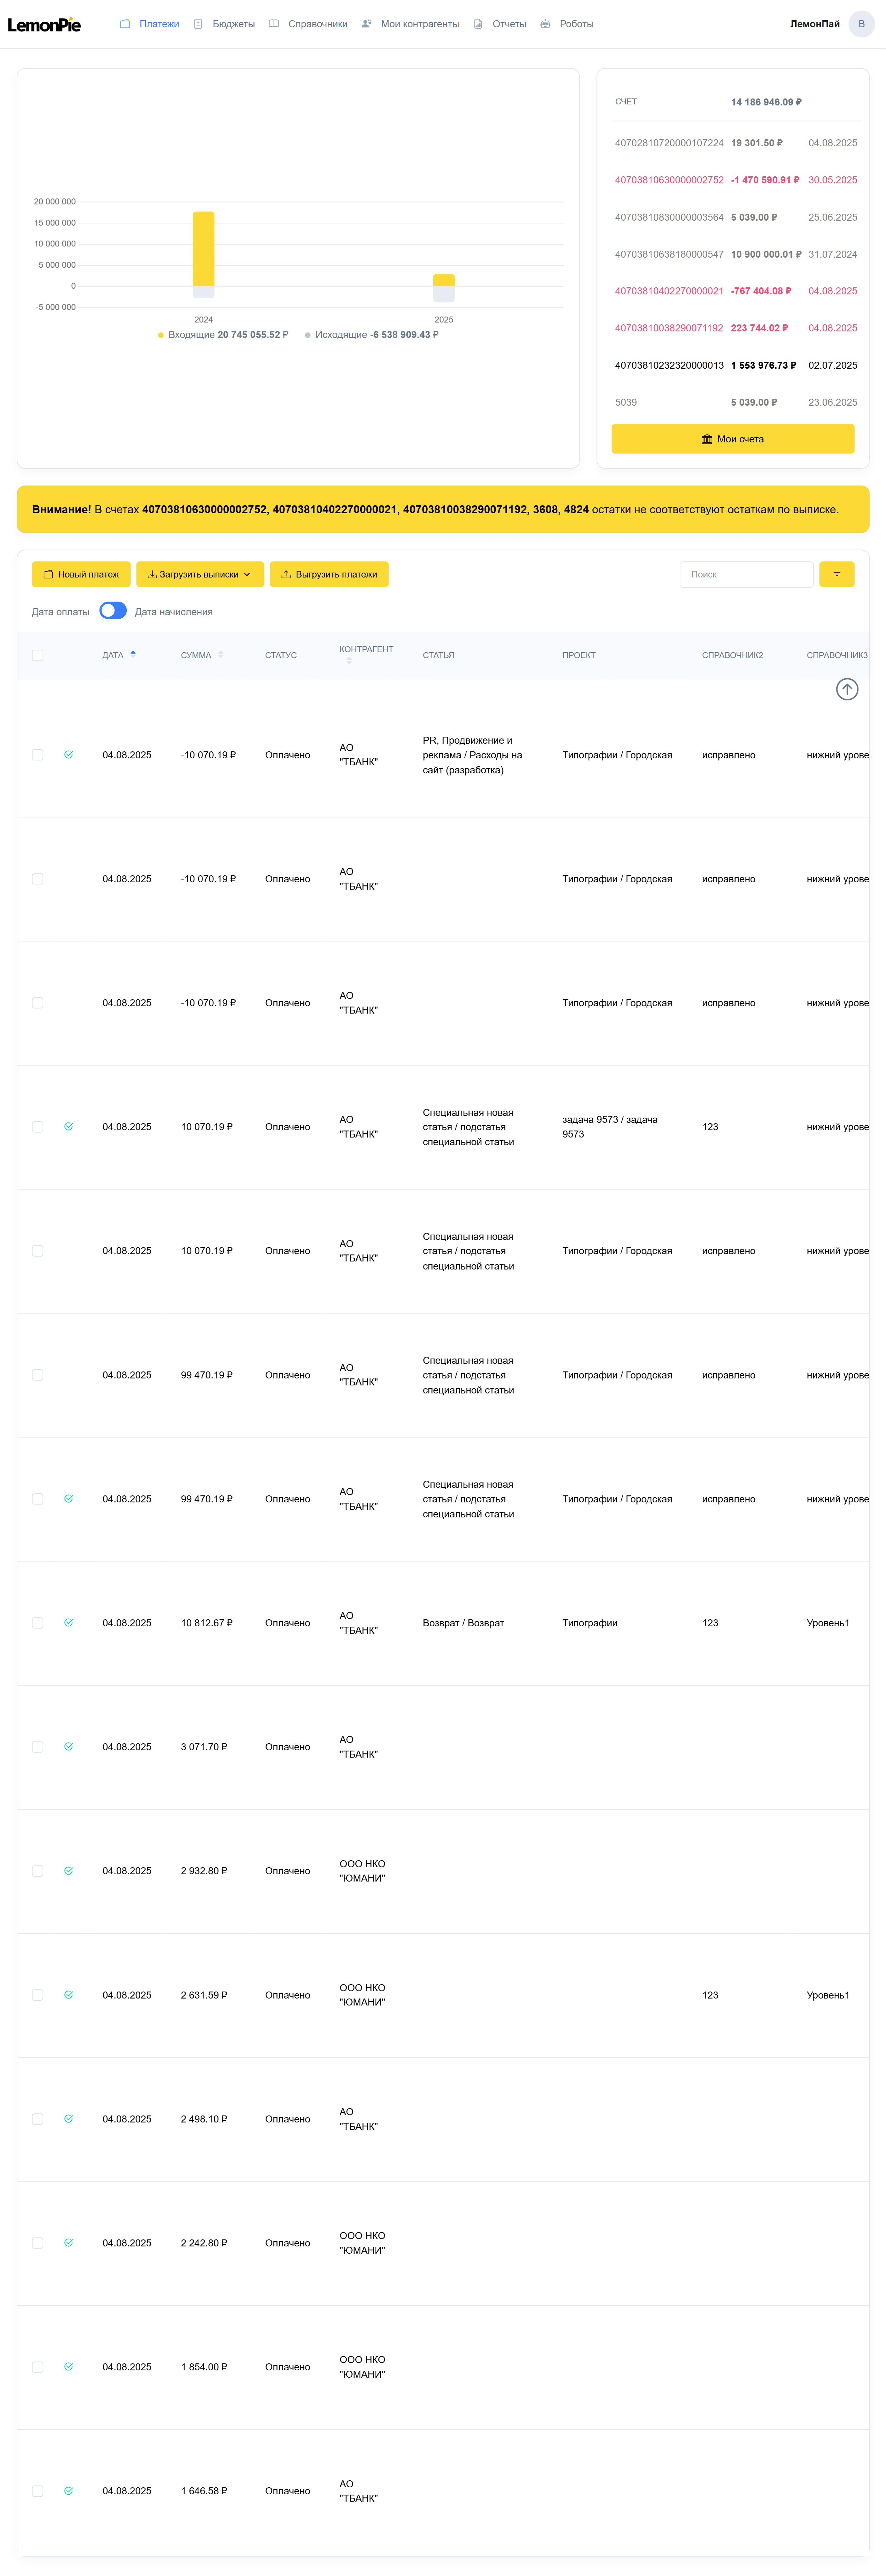 LemonPie
Платежи
Бюджеты
Справочники
Мои контрагенты
Отчеты
Роботы
ЛемонПай
В
20 000 000
15 000 000
10 000 000
5 000 000
0
-5 000 000
2024
2025
Входящие 20 745 055.52 ₽
Исходящие -6 538 909.43 ₽
СЧЕТ 14 186 946.09 ₽
40702810720000107224 19 301.50 ₽ 04.08.2025
40703810630000002752 -1 470 590.91 ₽ 30.05.2025
40703810830000003564 5 039.00 ₽ 25.06.2025
40703810638180000547 10 900 000.01 ₽ 31.07.2024
40703810402270000021 -767 404.08 ₽ 04.08.2025
40703810038290071192 223 744.02 ₽ 04.08.2025
40703810232320000013 1 553 976.73 ₽ 02.07.2025
5039 5 039.00 ₽ 23.06.2025
Мои счета
Внимание! В счетах 40703810630000002752, 40703810402270000021, 40703810038290071192, 3608, 4824 остатки не соответствуют остаткам по выписке.
Новый платеж
Загрузить выписки
Выгрузить платежи
Поиск
Дата оплаты
Дата начисления
ДАТА СУММА СТАТУС КОНТРАГЕНТ СТАТЬЯ ПРОЕКТ СПРАВОЧНИК2 СПРАВОЧНИК3
04.08.2025 -10 070.19 ₽ Оплачено
АО
"ТБАНК"
PR, Продвижение и
реклама / Расходы на
сайт (разработка)
Типографии / Городская исправлено нижний урове
04.08.2025 -10 070.19 ₽ Оплачено
АО
"ТБАНК"
Типографии / Городская исправлено нижний урове
04.08.2025 -10 070.19 ₽ Оплачено
АО
"ТБАНК"
Типографии / Городская исправлено нижний урове
04.08.2025 10 070.19 ₽ Оплачено
АО
"ТБАНК"
Специальная новая
статья / подстатья
специальной статьи
задача 9573 / задача
9573
123 нижний урове
04.08.2025 10 070.19 ₽ Оплачено
АО
"ТБАНК"
Специальная новая
статья / подстатья
специальной статьи
Типографии / Городская исправлено нижний урове
04.08.2025 99 470.19 ₽ Оплачено
АО
"ТБАНК"
Специальная новая
статья / подстатья
специальной статьи
Типографии / Городская исправлено нижний урове
04.08.2025 99 470.19 ₽ Оплачено
АО
"ТБАНК"
Специальная новая
статья / подстатья
специальной статьи
Типографии / Городская исправлено нижний урове
04.08.2025 10 812.67 ₽ Оплачено
АО
"ТБАНК"
Возврат / Возврат Типографии 123 Уровень1
04.08.2025 3 071.70 ₽ Оплачено
АО
"ТБАНК"
04.08.2025 2 932.80 ₽ Оплачено
ООО НКО
"ЮМАНИ"
04.08.2025 2 631.59 ₽ Оплачено
ООО НКО
"ЮМАНИ"
123 Уровень1
04.08.2025 2 498.10 ₽ Оплачено
АО
"ТБАНК"
04.08.2025 2 242.80 ₽ Оплачено
ООО НКО
"ЮМАНИ"
04.08.2025 1 854.00 ₽ Оплачено
ООО НКО
"ЮМАНИ"
04.08.2025 1 646.58 ₽ Оплачено
АО
"ТБАНК"